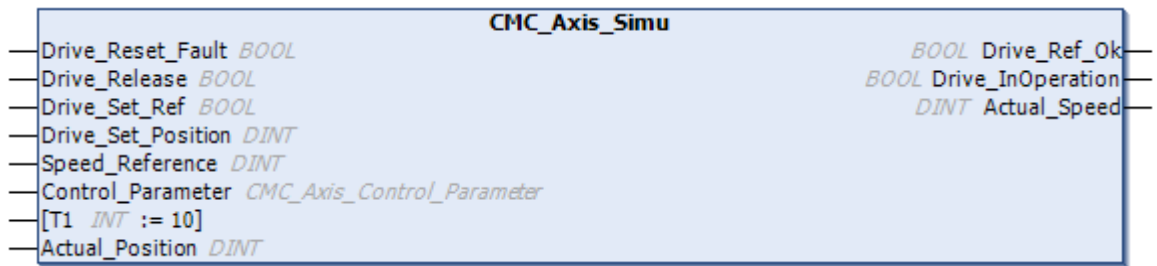 CMC_Axis_Simu
Drive_Reset_Fault BOOL BOOL Drive_Ref_Ok
Drive_Release BOOL BOOL Drive_InOperation
Drive_Set_Ref BOOL DINT Actual_Speed
Drive_Set_Position DINT
Speed_Reference DINT
Control_Parameter CMC_Axis_Control_Parameter
[T1 INT := 10]
Actual_Position DINT